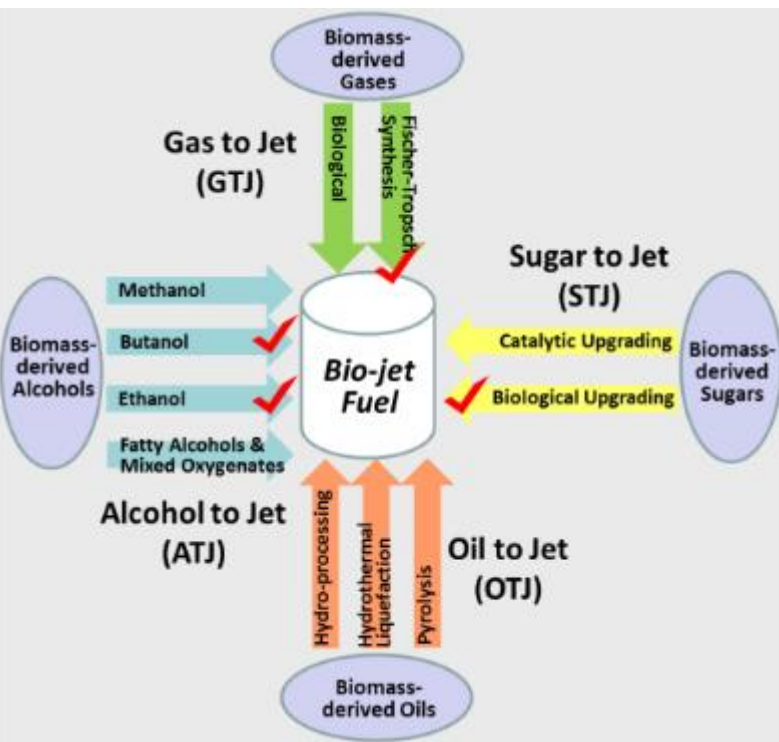 Biomass-
derived
Gases
Gas to Jet
(GTJ)
Biological
Fischer-Tropsch
Synthesis
Sugar to Jet
(STJ)
Biomass-
derived
Alcohols
Methanol
Butanol
Ethanol
Fatty Alcohols &
Mixed Oxygenates
Bio-jet
Fuel
Catalytic Upgrading
Biological Upgrading
Biomass-
derived
Sugars
Alcohol to Jet
(ATJ)
Hydro-processing
Hydrothermal
Liquefaction
Pyrolysis
Oil to Jet
(OTJ)
Biomass-
derived Oils